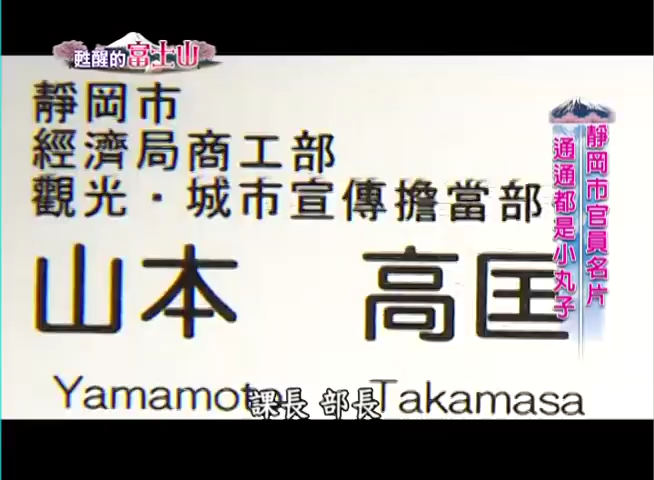 甦醒的富士山
靜岡市
經濟局商工部
觀光・城市宣傳擔當部
山本 高匡
Yamamoto Takamasa
課長 部長
靜岡市官員名片
通通都是小丸子